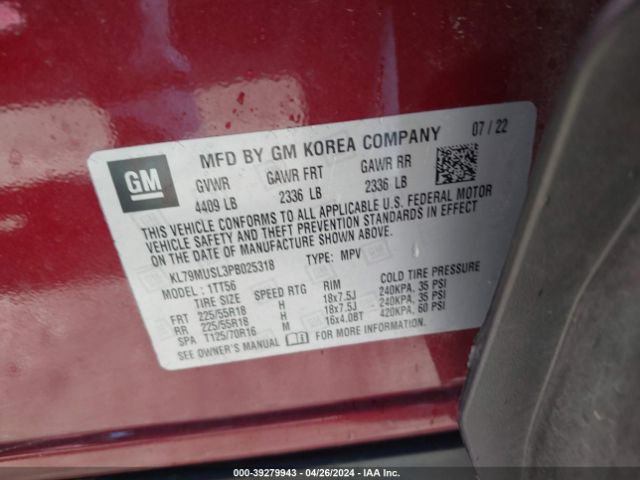 GM
MFD BY GM KOREA COMPANY 07 / 22
GVWR GAWR FRT GAWR RR
4409 LB 2336 LB 2336 LB
THIS VEHICLE CONFORMS TO ALL APPLICABLE U.S. FEDERAL MOTOR
VEHICLE SAFETY AND THEFT PREVENTION STANDARDS IN EFFECT
ON THE DATE OF MANUFACTURE SHOWN ABOVE.
KL79MUSL3PB025318 TYPE: MPV
MODEL: 1TT56
TIRE SIZE SPEED RTG RIM COLD TIRE PRESSURE
FRT 225/55R18 H 18x7.5J 240KPA, 35 PSI
RR 225/55R18 H 18x7.5J 240KPA, 35 PSI
SPA T125/70R16 M 16x4.0BT 420KPA, 60 PSI
SEE OWNER'S MANUAL FOR MORE INFORMATION.
000-39279943 - 04/26/2024 - IAA Inc.